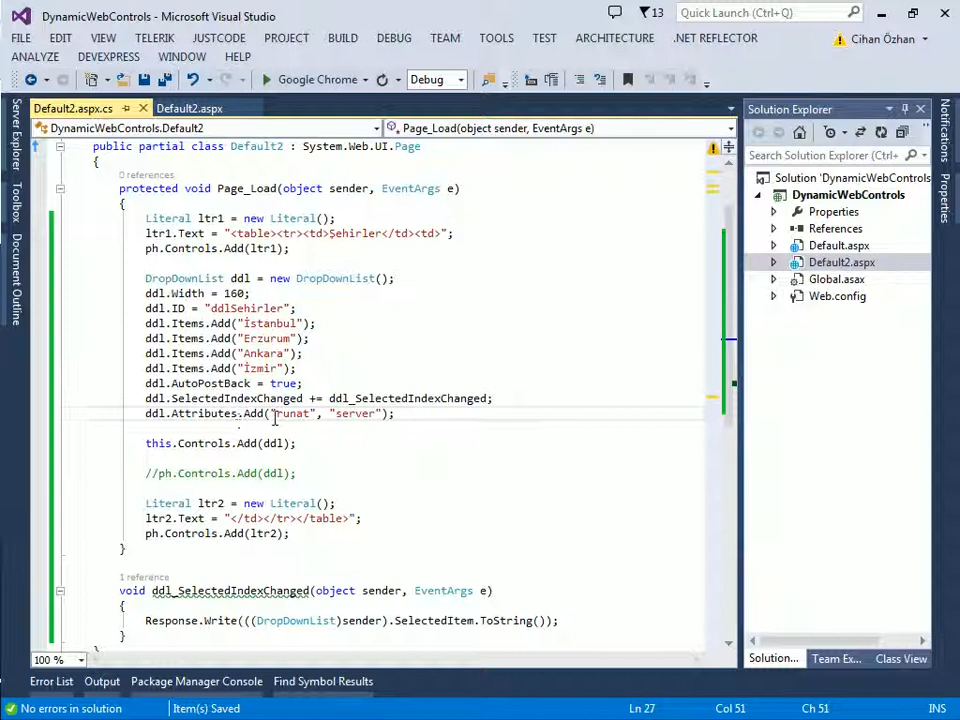 DynamicWebControls - Microsoft Visual Studio
13
Quick Launch (Ctrl+Q)
FILE EDIT VIEW TELERIK JUSTCODE PROJECT BUILD DEBUG TEAM TOOLS TEST ARCHITECTURE .NET REFLECTOR
Cihan Özhan
ANALYZE DEVEXPRESS WINDOW HELP
Google Chrome
Debug
Server Explorer
Toolbox
Document Outline
Default2.aspx.cs
Default2.aspx
DynamicWebControls.Default2
Page_Load(object sender, EventArgs e)
public partial class Default2 : System.Web.UI.Page
{
0 references
protected void Page_Load(object sender, EventArgs e)
{
Literal ltr1 = new Literal();
ltr1.Text = "<table><tr><td>Şehirler</td><td>";
ph.Controls.Add(ltr1);
DropDownList ddl = new DropDownList();
ddl.Width = 160;
ddl.ID = "ddlSehirler";
ddl.Items.Add("İstanbul");
ddl.Items.Add("Erzurum");
ddl.Items.Add("Ankara");
ddl.Items.Add("İzmir");
ddl.AutoPostBack = true;
ddl.SelectedIndexChanged += ddl_SelectedIndexChanged;
ddl.Attributes.Add("runat", "server");
this.Controls.Add(ddl);
//ph.Controls.Add(ddl);
Literal ltr2 = new Literal();
ltr2.Text = "</td></tr></table>";
ph.Controls.Add(ltr2);
}
1 reference
void ddl_SelectedIndexChanged(object sender, EventArgs e)
{
Response.Write(((DropDownList)sender).SelectedItem.ToString());
}
100 %
Solution Explorer
Search Solution Explorer (Ctrl+
Solution 'DynamicWebControls
DynamicWebControls
Properties
References
Default.aspx
Default2.aspx
Global.asax
Web.config
Solution... Team Ex... Class View
Notifications
Properties
Error List Output Package Manager Console Find Symbol Results
No errors in solution
Item(s) Saved
Ln 27
Col 51
Ch 51
INS